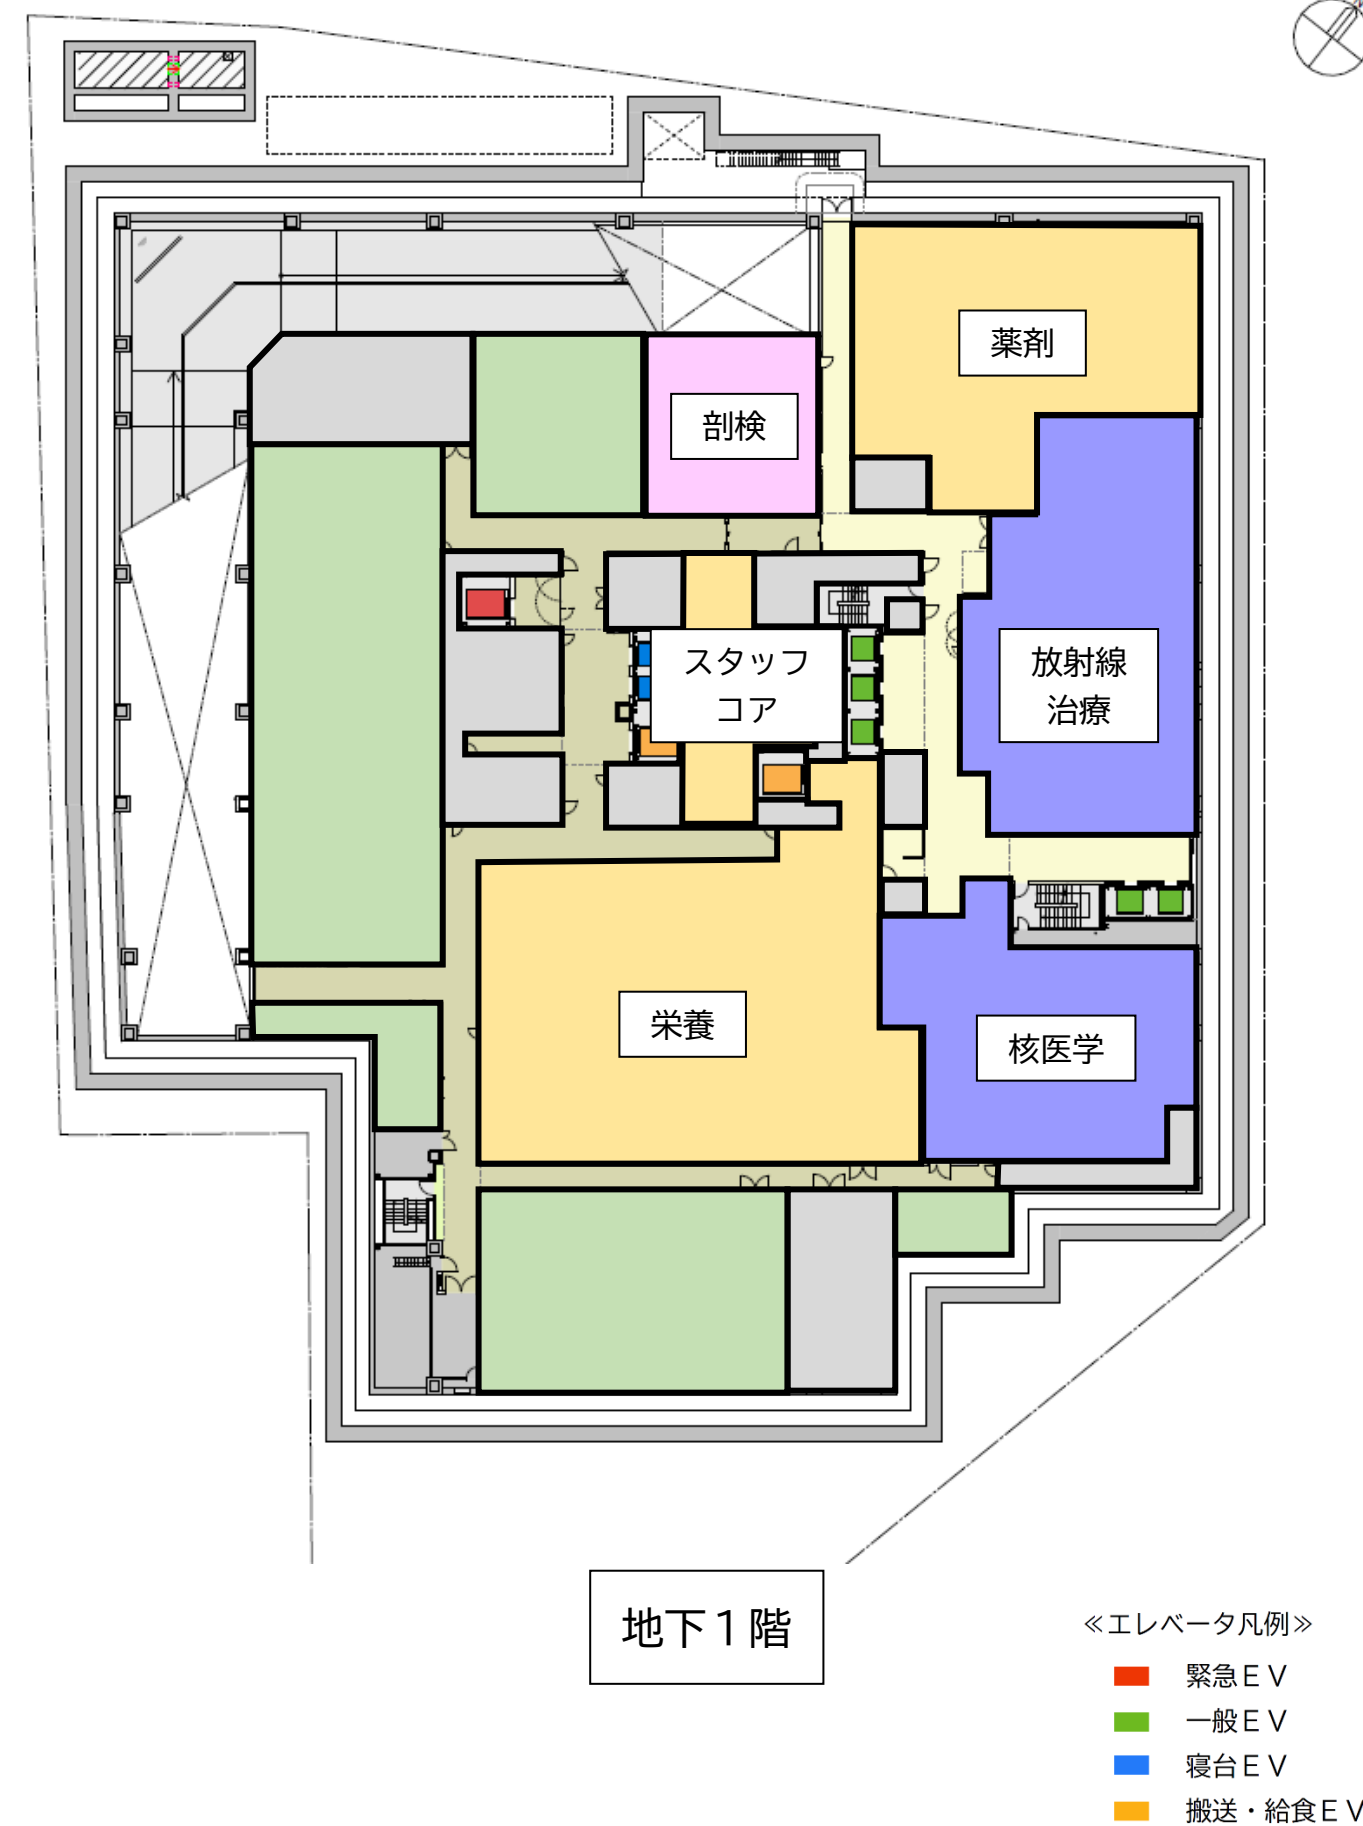 薬剤
剖検
スタッフ
コア
放射線
治療
栄養
核医学
地下１階
≪エレベータ凡例≫
緊急ＥＶ
一般ＥＶ
寝台ＥＶ
搬送・給食ＥＶ